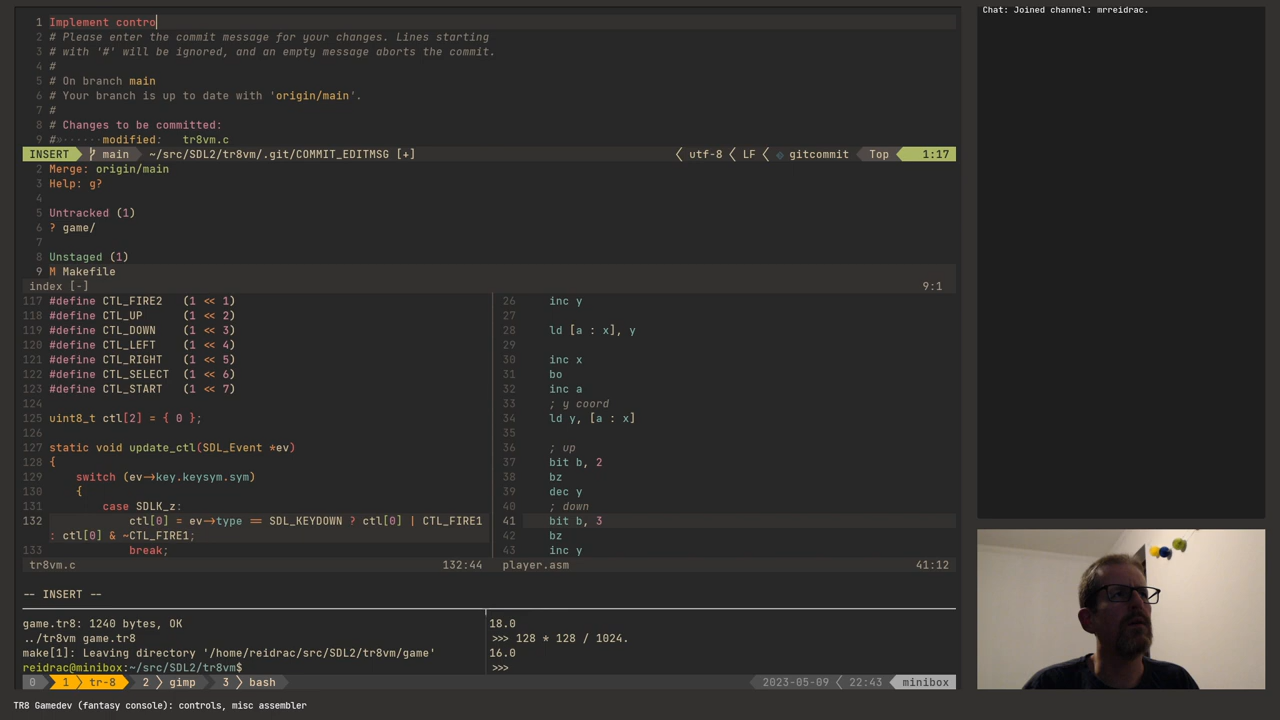 Chat: Joined channel: mrreidrac.
1 Implement contro
2 # Please enter the commit message for your changes. Lines starting
3 # with '#' will be ignored, and an empty message aborts the commit.
4 #
5 # On branch main
6 # Your branch is up to date with 'origin/main'.
7 #
8 # Changes to be committed:
9 #»······modified:   tr8vm.c
INSERT main ~/src/SDL2/tr8vm/.git/COMMIT_EDITMSG [+] utf-8 LF gitcommit Top 1:17
2 Merge: origin/main
3 Help: g?
4
5 Untracked (1)
6 ? game/
7
8 Unstaged (1)
9 M Makefile
index [-] 9:1
117 #define CTL_FIRE2   (1 << 1)
118 #define CTL_UP      (1 << 2)
119 #define CTL_DOWN    (1 << 3)
120 #define CTL_LEFT    (1 << 4)
121 #define CTL_RIGHT   (1 << 5)
122 #define CTL_SELECT  (1 << 6)
123 #define CTL_START   (1 << 7)
124
125 uint8_t ctl[2] = { 0 };
126
127 static void update_ctl(SDL_Event *ev)
128 {
129     switch (ev->key.keysym.sym)
130     {
131         case SDLK_z:
132             ctl[0] = ev->type == SDL_KEYDOWN ? ctl[0] | CTL_FIRE1
: ctl[0] & ~CTL_FIRE1;
133             break;
tr8vm.c 132:44
26     inc y
27
28     ld [a : x], y
29
30     inc x
31     bo
32     inc a
33     ; y coord
34     ld y, [a : x]
35
36     ; up
37     bit b, 2
38     bz
39     dec y
40     ; down
41     bit b, 3
42     bz
43     inc y
player.asm 41:12
-- INSERT --
game.tr8: 1240 bytes, OK
../tr8vm game.tr8
make[1]: Leaving directory '/home/reidrac/src/SDL2/tr8vm/game'
reidrac@minibox:~/src/SDL2/tr8vm$
18.0
>>> 128 * 128 / 1024.
16.0
>>>
0 1 tr-8 2 gimp 3 bash 2023-05-09 22:43 minibox
TR8 Gamedev (fantasy console): controls, misc assembler